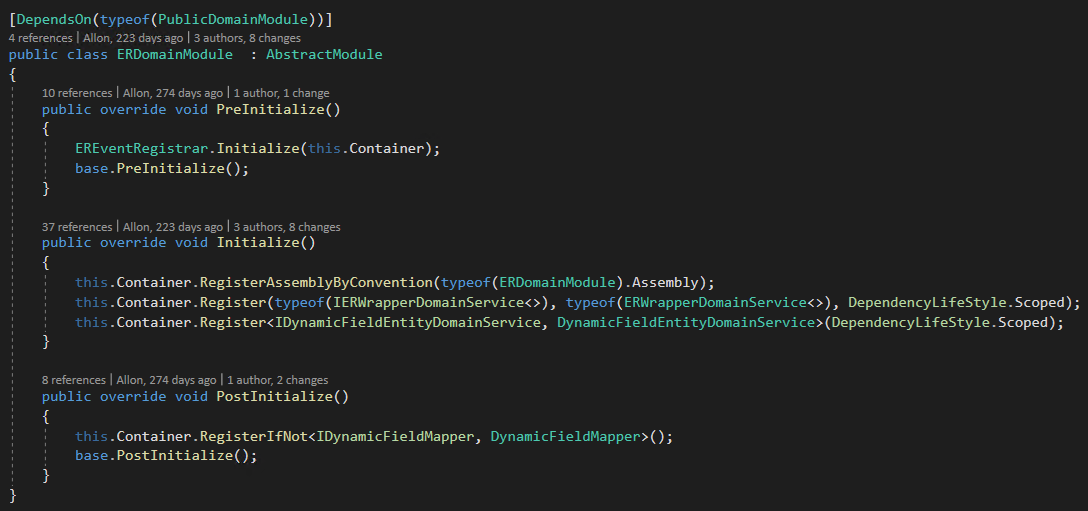 [DependsOn(typeof(PublicDomainModule))]
4 references | Allon, 223 days ago | 3 authors, 8 changes
public class ERDomainModule  : AbstractModule
{
10 references | Allon, 274 days ago | 1 author, 1 change
public override void PreInitialize()
{
EREventRegistrar.Initialize(this.Container);
base.PreInitialize();
}
37 references | Allon, 223 days ago | 3 authors, 8 changes
public override void Initialize()
{
this.Container.RegisterAssemblyByConvention(typeof(ERDomainModule).Assembly);
this.Container.Register(typeof(IERWrapperDomainService<>), typeof(ERWrapperDomainService<>), DependencyLifeStyle.Scoped);
this.Container.Register<IDynamicFieldEntityDomainService, DynamicFieldEntityDomainService>(DependencyLifeStyle.Scoped);
}
8 references | Allon, 274 days ago | 1 author, 2 changes
public override void PostInitialize()
{
this.Container.RegisterIfNot<IDynamicFieldMapper, DynamicFieldMapper>();
base.PostInitialize();
}
}